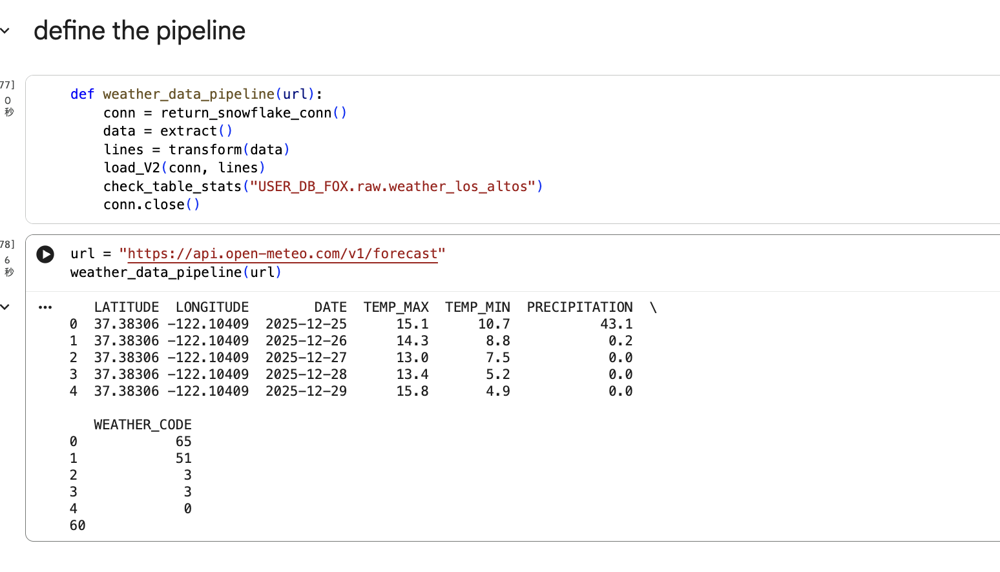 define the pipeline
77]
0
秒
def weather_data_pipeline(url):
    conn = return_snowflake_conn()
    data = extract()
    lines = transform(data)
    load_V2(conn, lines)
    check_table_stats("USER_DB_FOX.raw.weather_los_altos")
    conn.close()
78]
6
秒
url = "https://api.open-meteo.com/v1/forecast"
weather_data_pipeline(url)
   LATITUDE  LONGITUDE        DATE  TEMP_MAX  TEMP_MIN  PRECIPITATION  \
0  37.38306 -122.10409  2025-12-25      15.1      10.7           43.1
1  37.38306 -122.10409  2025-12-26      14.3       8.8            0.2
2  37.38306 -122.10409  2025-12-27      13.0       7.5            0.0
3  37.38306 -122.10409  2025-12-28      13.4       5.2            0.0
4  37.38306 -122.10409  2025-12-29      15.8       4.9            0.0
   WEATHER_CODE
0            65
1            51
2             3
3             3
4             0
60